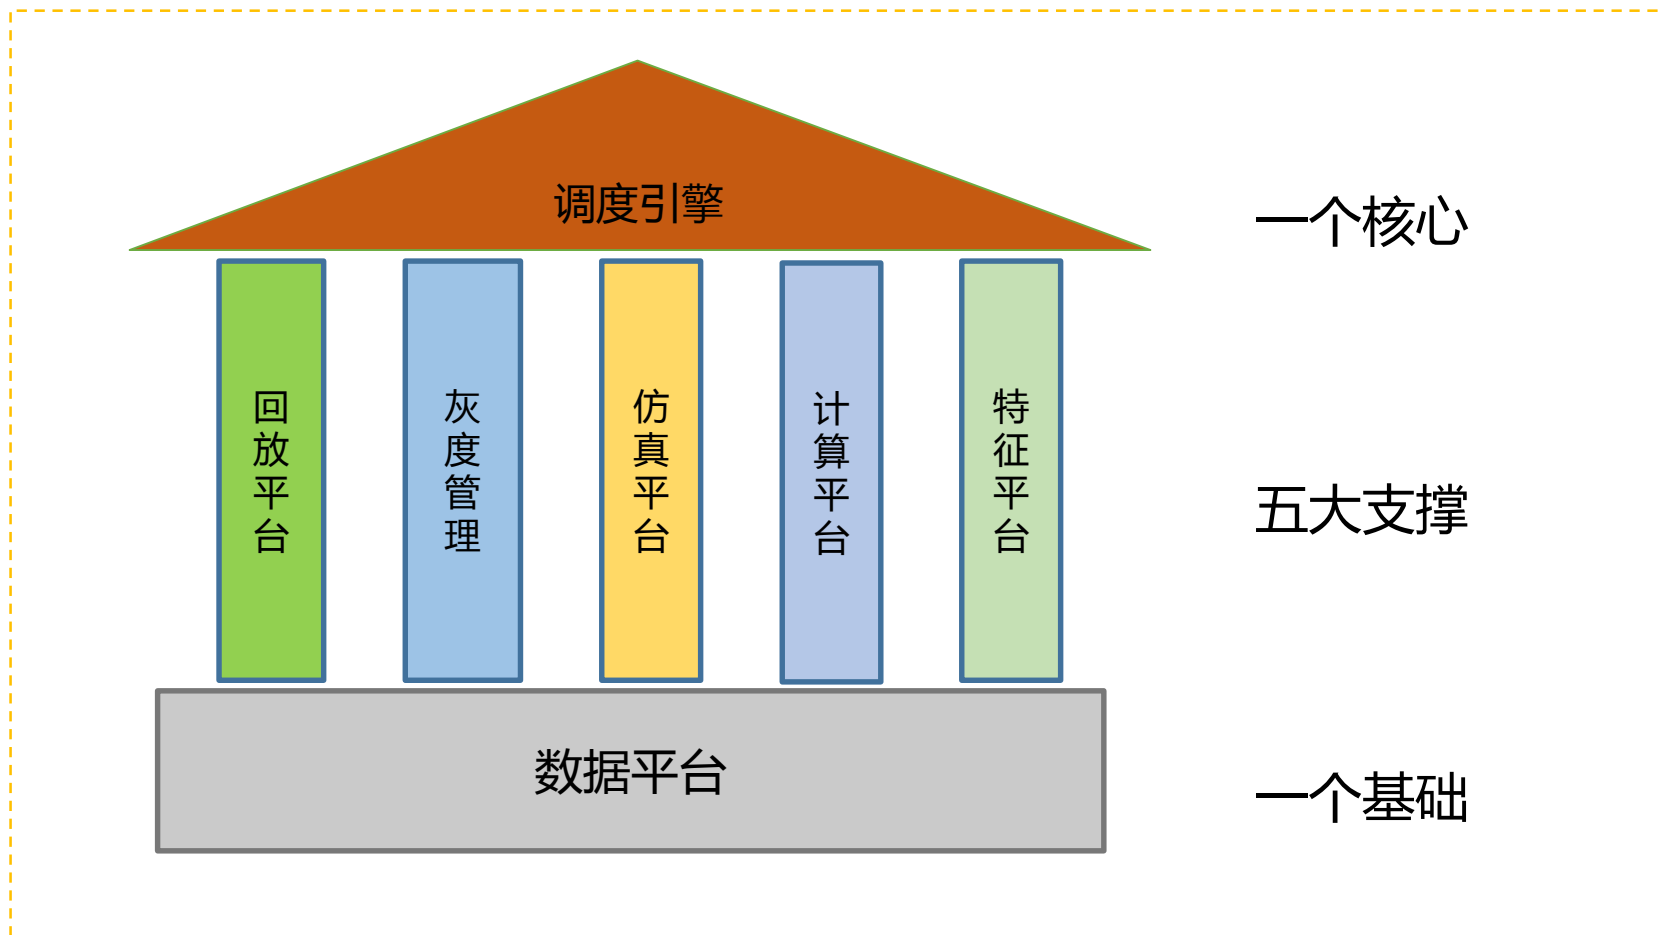 调度引擎
一个核心
回放平台
灰度管理
仿真平台
计算平台
特征平台
五大支撑
数据平台
一个基础